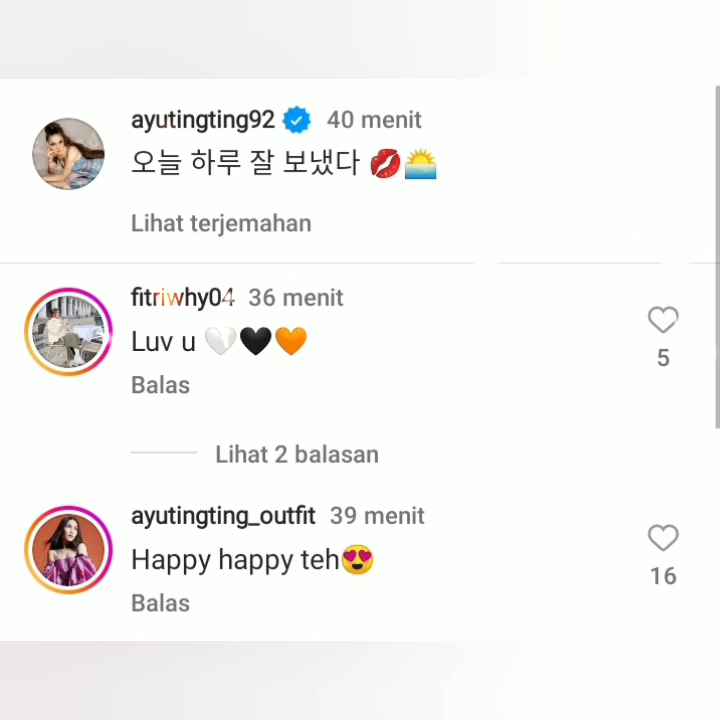 ayutingting92 40 menit
오늘 하루 잘 보냈다 💋🌅
Lihat terjemahan
fitriwhy04 36 menit
Luv u 🤍🖤🧡
5
Balas
Lihat 2 balasan
ayutingting_outfit 39 menit
Happy happy teh😍
16
Balas